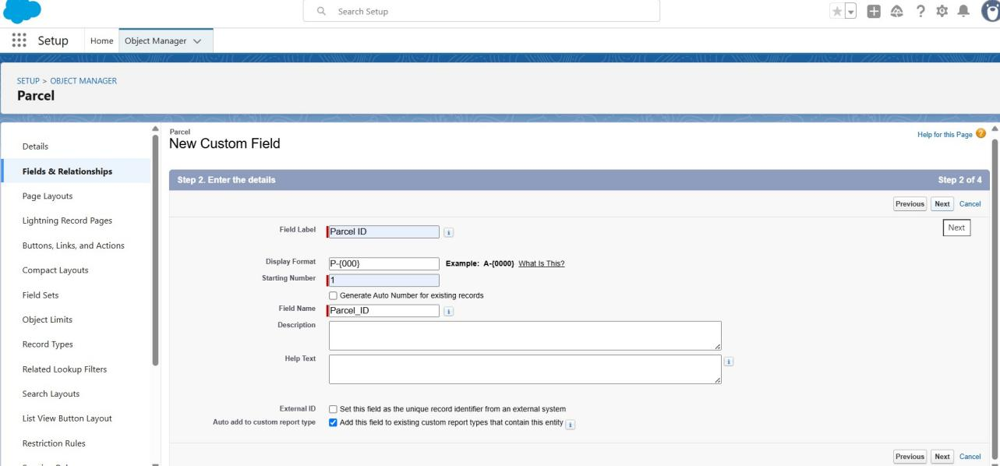 Search Setup
Setup Home Object Manager
SETUP > OBJECT MANAGER
Parcel
Details
Fields & Relationships
Page Layouts
Lightning Record Pages
Buttons, Links, and Actions
Compact Layouts
Field Sets
Object Limits
Record Types
Related Lookup Filters
Search Layouts
List View Button Layout
Restriction Rules
Parcel
New Custom Field
Help for this Page
Step 2. Enter the details Step 2 of 4
Previous Next Cancel
Next
Field Label Parcel ID
Display Format P-{000} Example: A-{0000} What Is This?
Starting Number 1
Generate Auto Number for existing records
Field Name Parcel_ID
Description
Help Text
External ID Set this field as the unique record identifier from an external system
Auto add to custom report type Add this field to existing custom report types that contain this entity
Previous Next Cancel